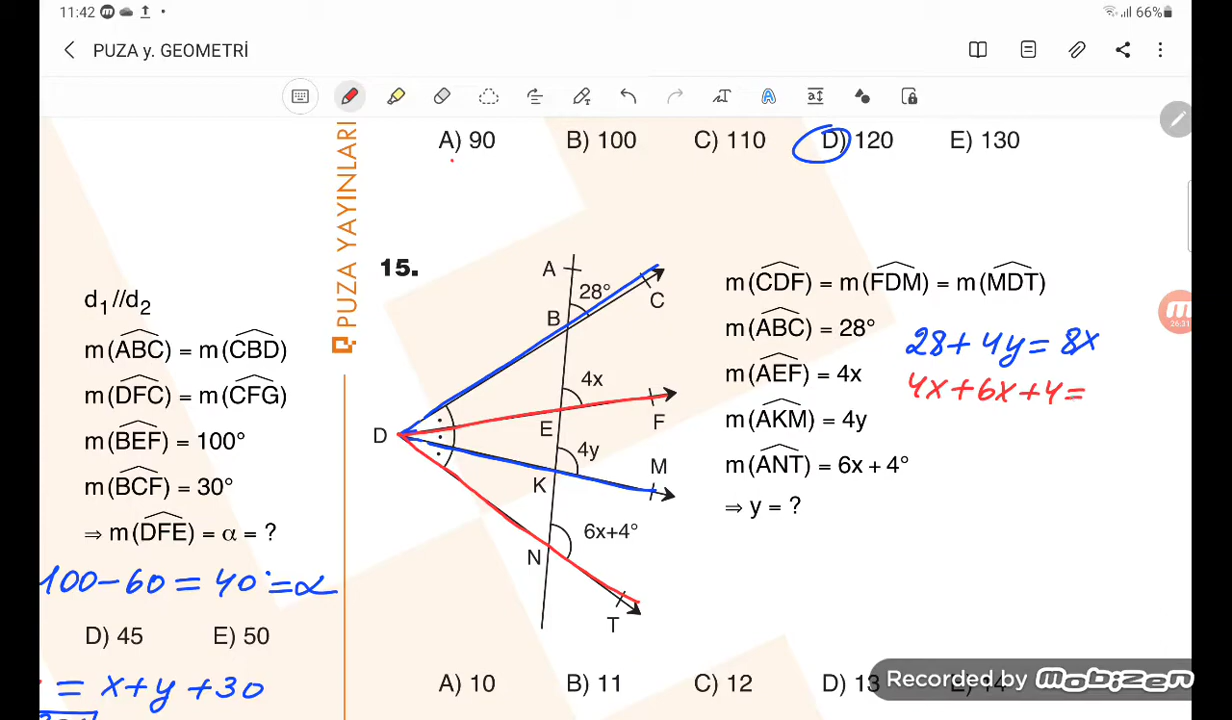 11:42
66%
PUZA y. GEOMETRİ
A) 90 B) 100 C) 110 D) 120 E) 130
PUZA YAYINLARI
d1//d2
m(ABC) = m(CBD)
m(DFC) = m(CFG)
m(BEF) = 100°
m(BCF) = 30°
⇒ m(DFE) = α = ?
100-60 = 40° = α
D) 45 E) 50
= x+y+30
15.
A
28°
C
B
4x
F
E
D
4y
M
K
6x+4°
N
T
m(CDF) = m(FDM) = m(MDT)
m(ABC) = 28°
28+4y=8x
m(AEF) = 4x
4x+6x+4=
m(AKM) = 4y
m(ANT) = 6x + 4°
⇒ y = ?
A) 10 B) 11 C) 12 D) 13 E) 14
Recorded by mobizen
26:31